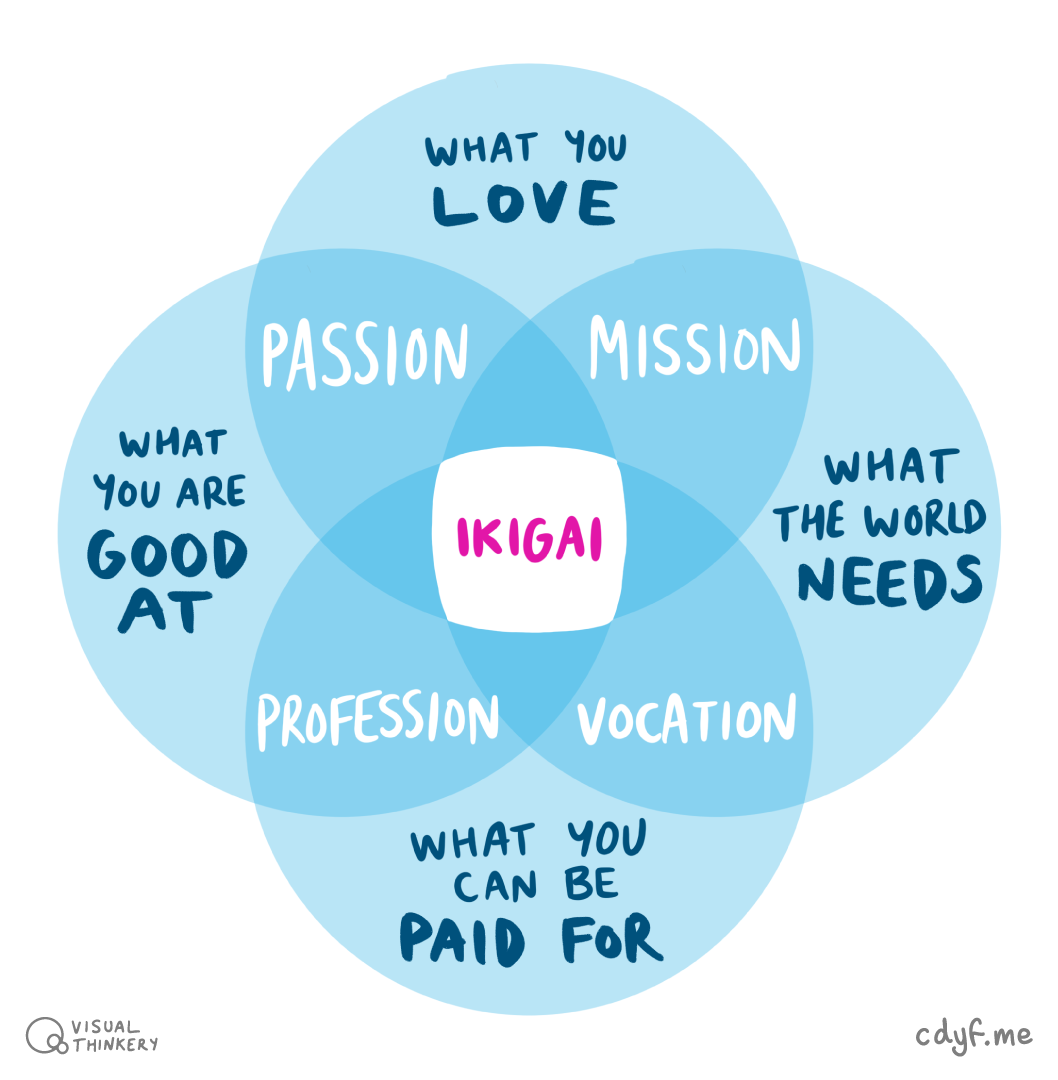 WHAT YOU
LOVE
PASSION
MISSION
WHAT
YOU ARE
GOOD
AT
IKIGAI
WHAT
THE WORLD
NEEDS
PROFESSION
VOCATION
WHAT YOU
CAN BE
PAID FOR
VISUAL
THINKERY
cdyf.me